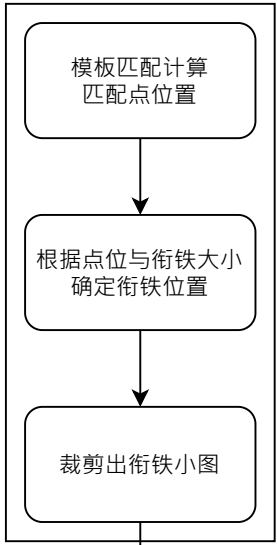 模板匹配计算
匹配点位置
根据点位与衔铁大小
确定衔铁位置
裁剪出衔铁小图